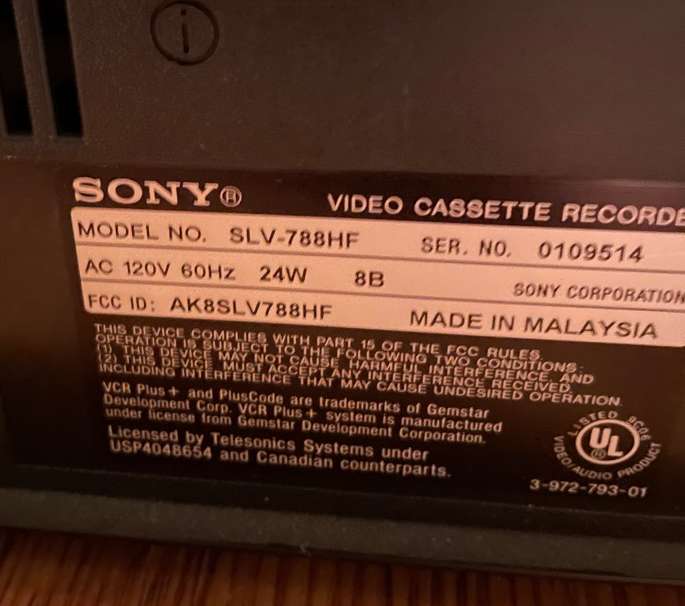 SONY®
VIDEO CASSETTE RECORDE
MODEL NO. SLV-788HF SER. NO. 0109514
AC 120V 60Hz 24W 8B SONY CORPORATION
FCC ID: AK8SLV788HF MADE IN MALAYSIA
THIS DEVICE COMPLIES WITH PART 15 OF THE FCC RULES.
OPERATION IS SUBJECT TO THE FOLLOWING TWO CONDITIONS:
(1) THIS DEVICE MAY NOT CAUSE HARMFUL INTERFERENCE, AND
(2) THIS DEVICE MUST ACCEPT ANY INTERFERENCE RECEIVED,
INCLUDING INTERFERENCE THAT MAY CAUSE UNDESIRED OPERATION.
VCR Plus+ and PlusCode are trademarks of Gemstar
Development Corp. VCR Plus+ system is manufactured
under license from Gemstar Development Corporation.
Licensed by Telesonics Systems under
USP4048654 and Canadian counterparts.
LISTED
UL®
VIDEO/AUDIO PRODUCT
3-972-793-01